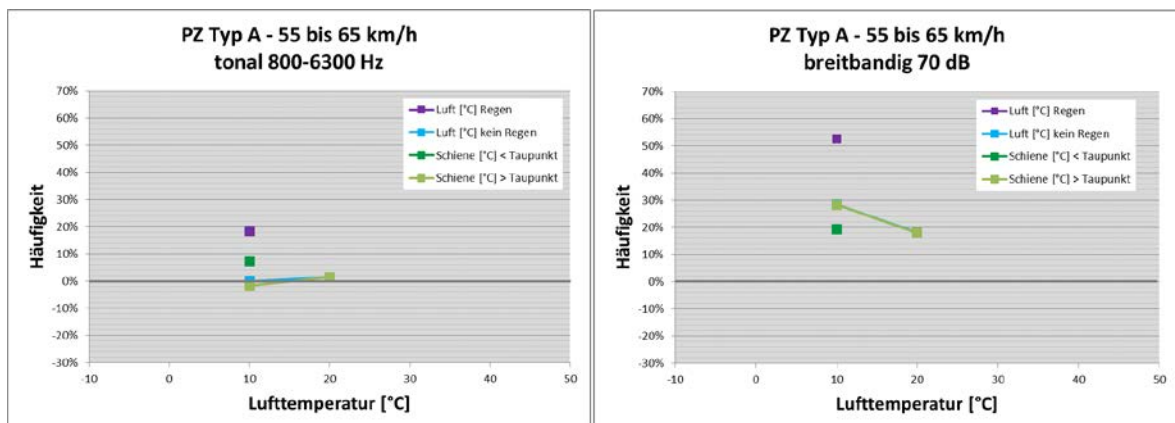 PZ Typ A - 55 bis 65 km/h
tonal 800-6300 Hz
70%
60%
50%
40%
30%
20%
10%
0%
-10%
-20%
-30%
Häufigkeit
Luft [°C] Regen
Luft [°C] kein Regen
Schiene [°C] < Taupunkt
Schiene [°C] > Taupunkt
-10 0 10 20 30 40 50
Lufttemperatur [°C]
PZ Typ A - 55 bis 65 km/h
breitbandig 70 dB
70%
60%
50%
40%
30%
20%
10%
0%
-10%
-20%
-30%
Häufigkeit
Luft [°C] Regen
Luft [°C] kein Regen
Schiene [°C] < Taupunkt
Schiene [°C] > Taupunkt
-10 0 10 20 30 40 50
Lufttemperatur [°C]